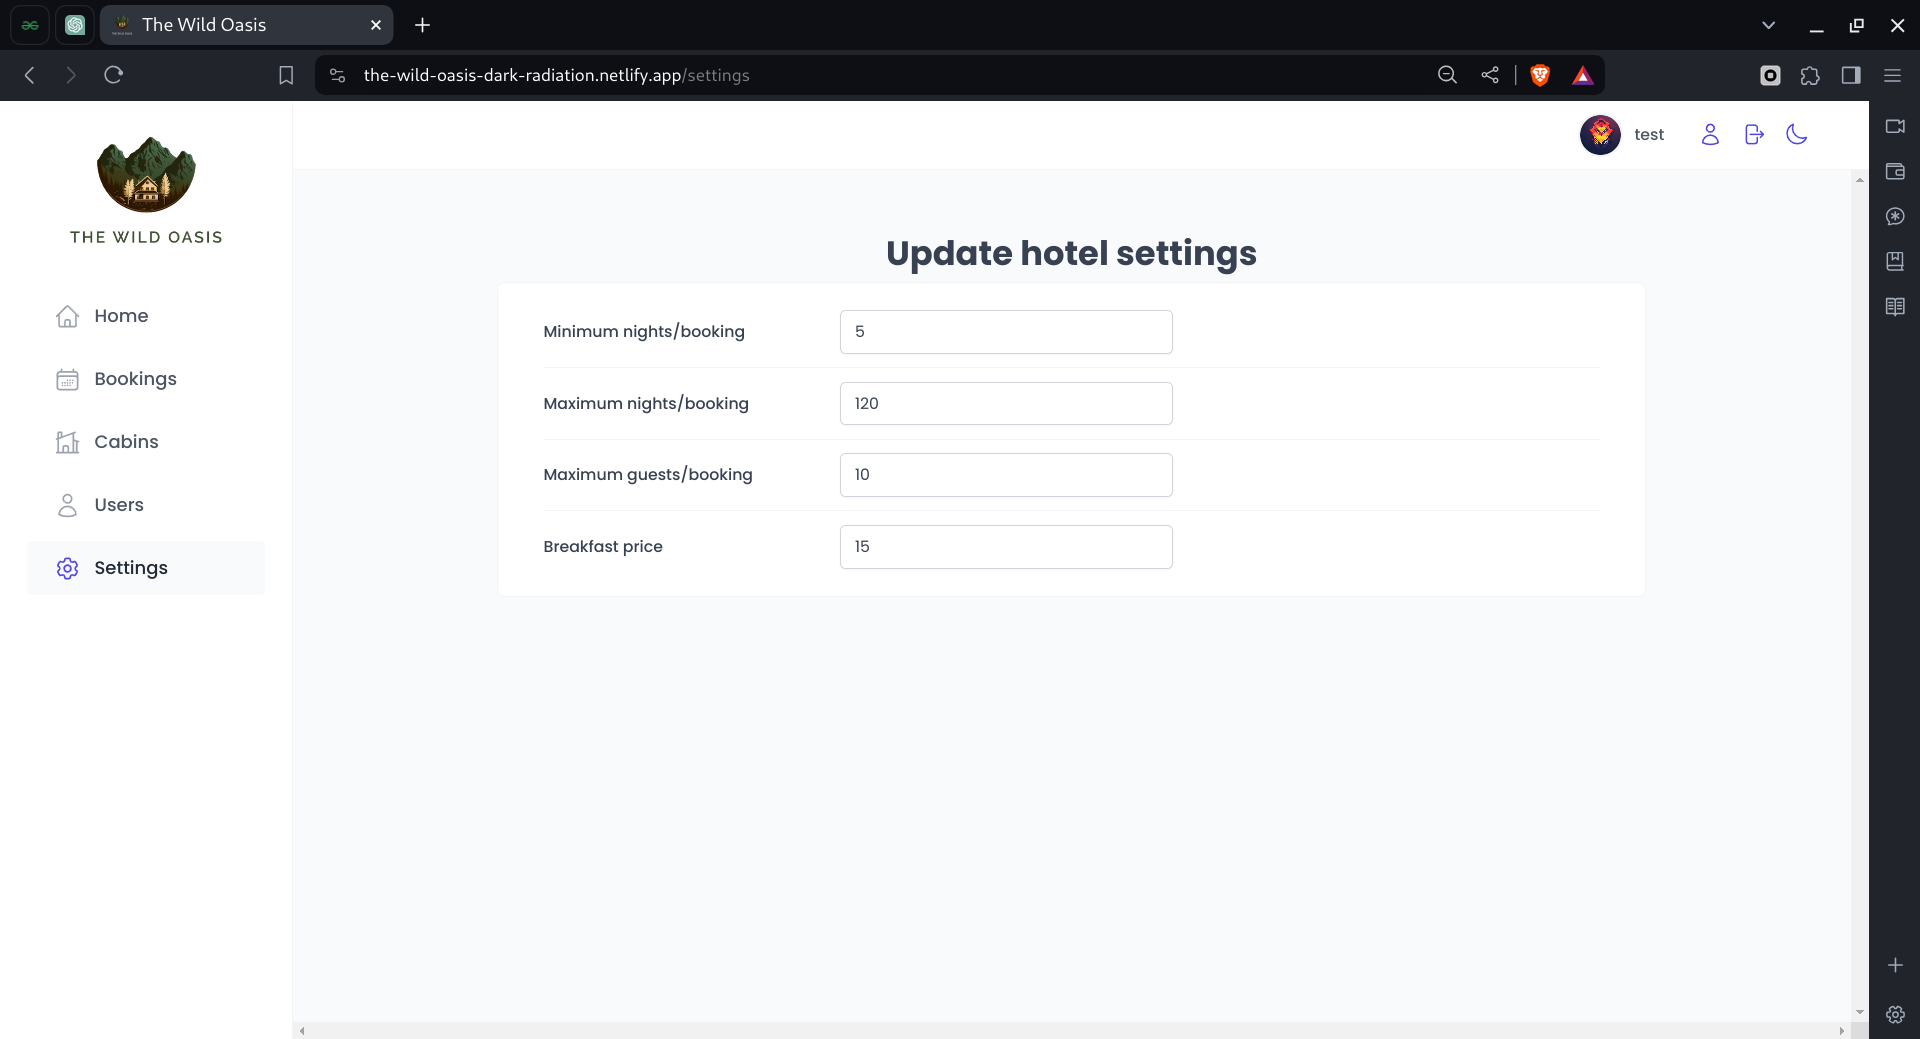 The Wild Oasis
the-wild-oasis-dark-radiation.netlify.app/settings
THE WILD OASIS
test
Home
Bookings
Cabins
Users
Settings
Update hotel settings
Minimum nights/booking
5
Maximum nights/booking
120
Maximum guests/booking
10
Breakfast price
15